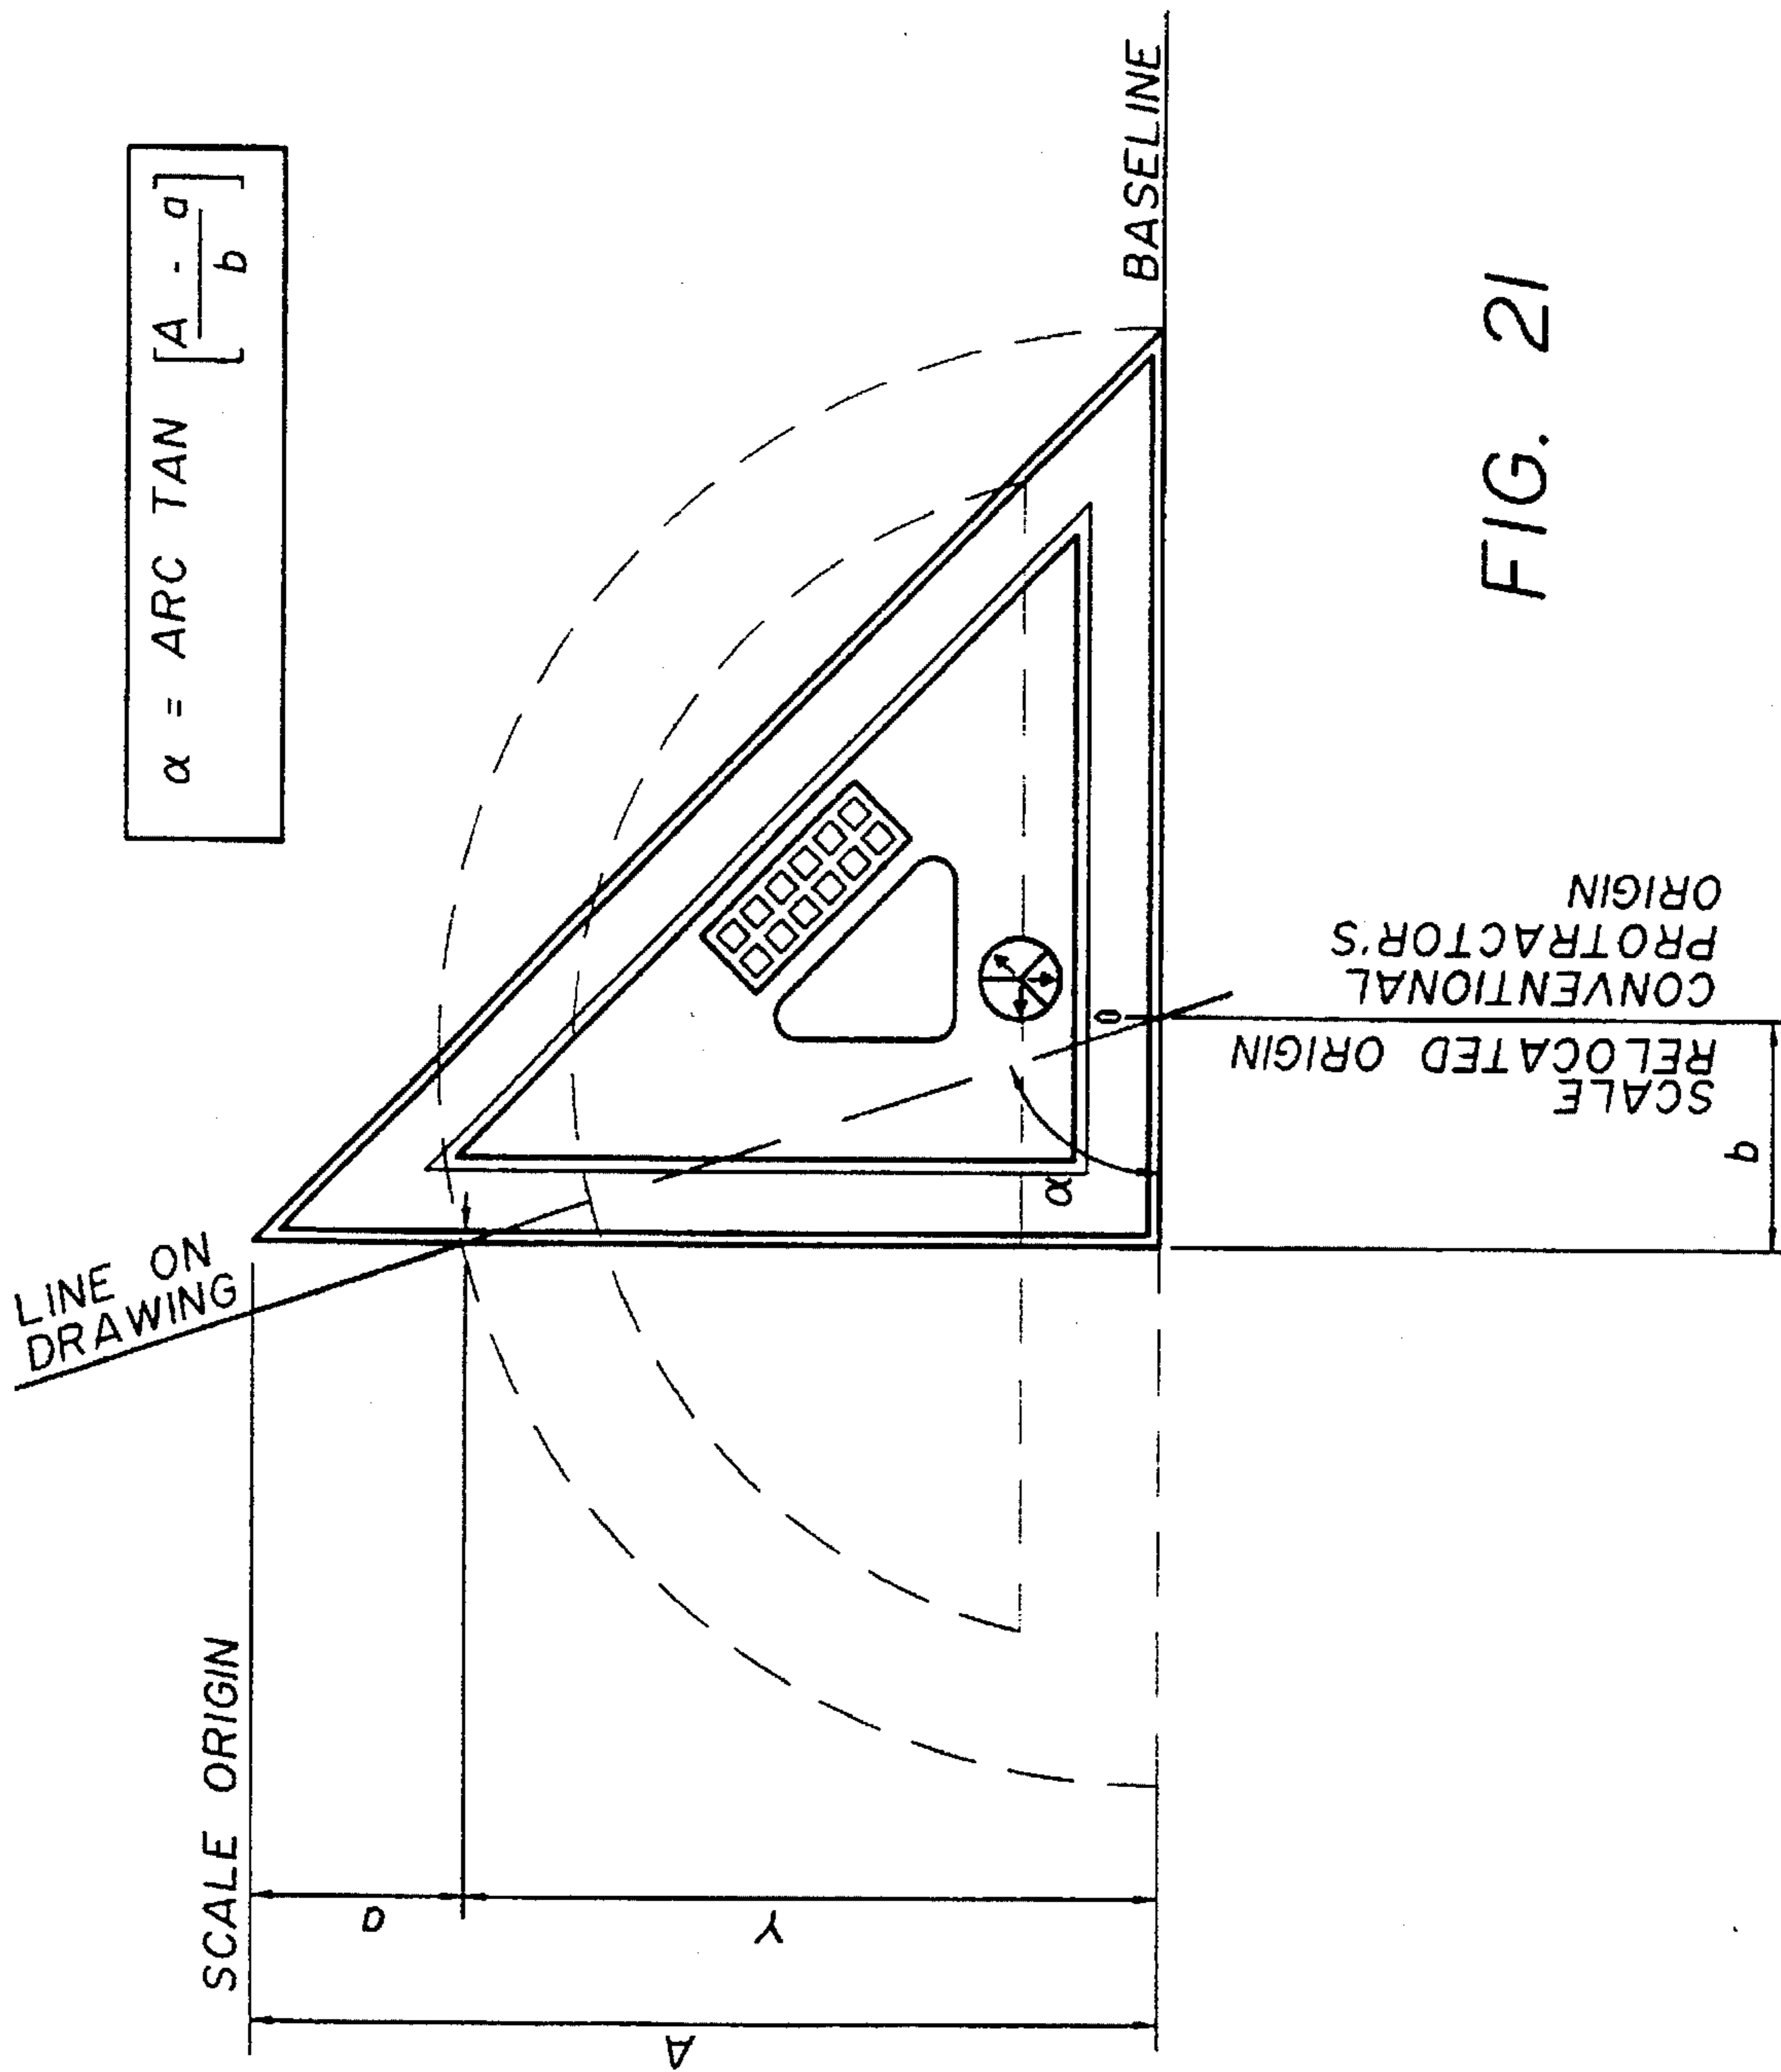 α = ARC TAN [A - a / b]
LINE ON
DRAWING
SCALE ORIGIN
BASELINE
a
Y
A
α
0
SCALE
RELOCATED ORIGIN
CONVENTIONAL
PROTRACTOR'S
ORIGIN
b
FIG. 21